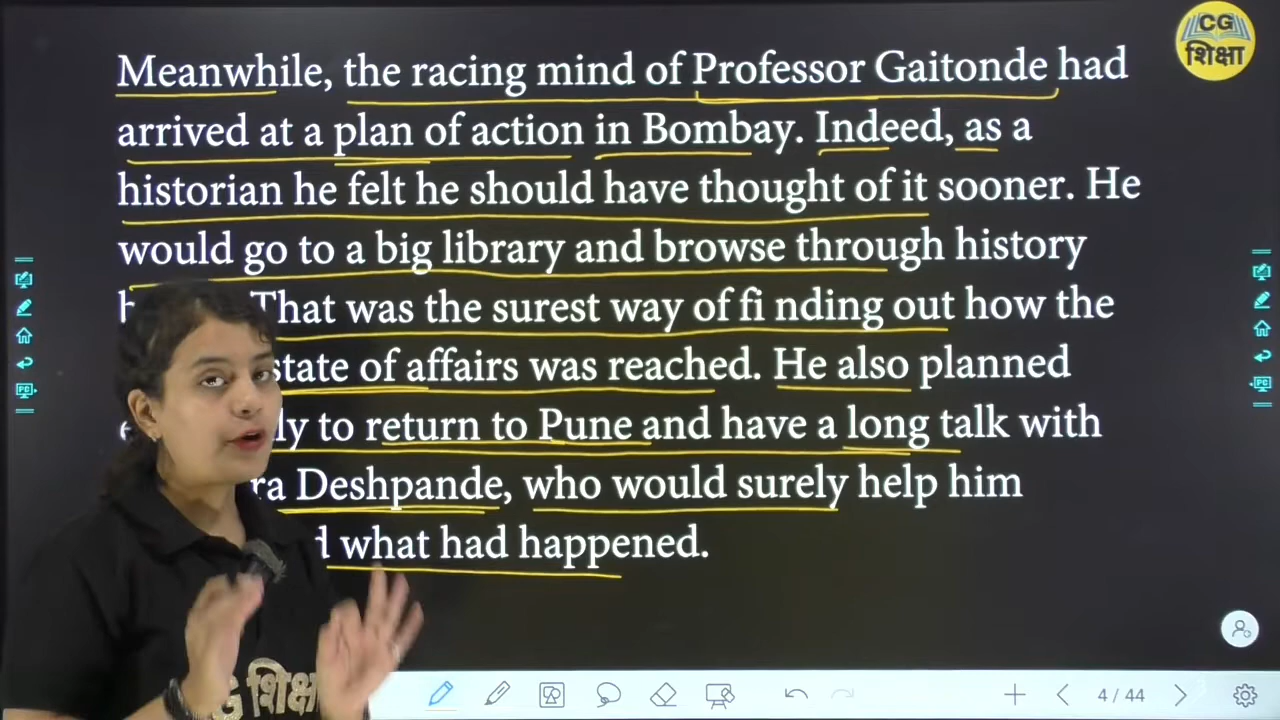 CG
शिक्षा
Meanwhile, the racing mind of Professor Gaitonde had
arrived at a plan of action in Bombay. Indeed, as a
historian he felt he should have thought of it sooner. He
would go to a big library and browse through history
That was the surest way of fi nding out how the
state of affairs was reached. He also planned
to return to Pune and have a long talk with
Deshpande, who would surely help him
what had happened.
G शिक्षा
4 / 44